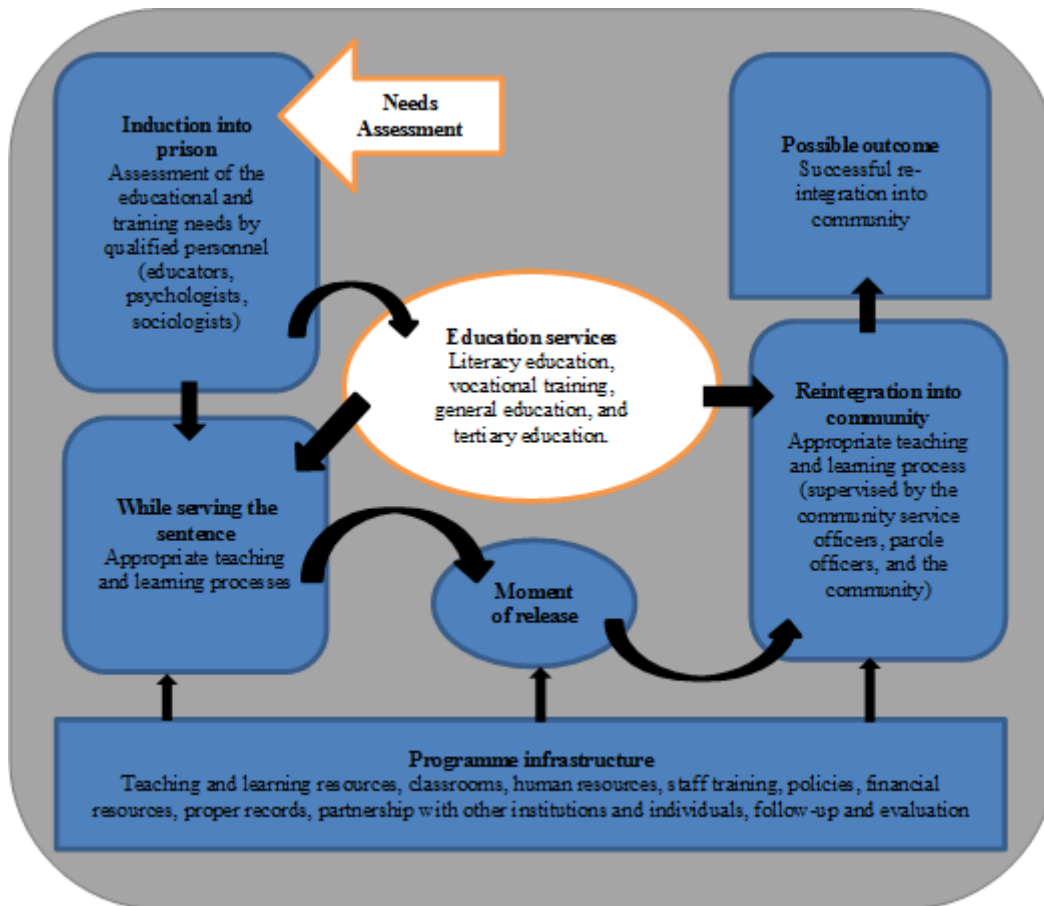 Needs
Assessment
Induction into
prison
Assessment of the
educational and
training needs by
qualified personnel
(educators,
psychologists,
sociologists)
Possible outcome
Successful re-
integration into
community
Education services
Literacy education,
vocational training,
general education, and
tertiary education.
Reintegration into
community
Appropriate teaching
and learning process
(supervised by the
community service
officers, parole
officers, and the
community)
While serving the
sentence
Appropriate teaching
and learning processes
Moment
of release
Programme infrastructure
Teaching and learning resources, classrooms, human resources, staff training, policies, financial
resources, proper records, partnership with other institutions and individuals, follow-up and evaluation